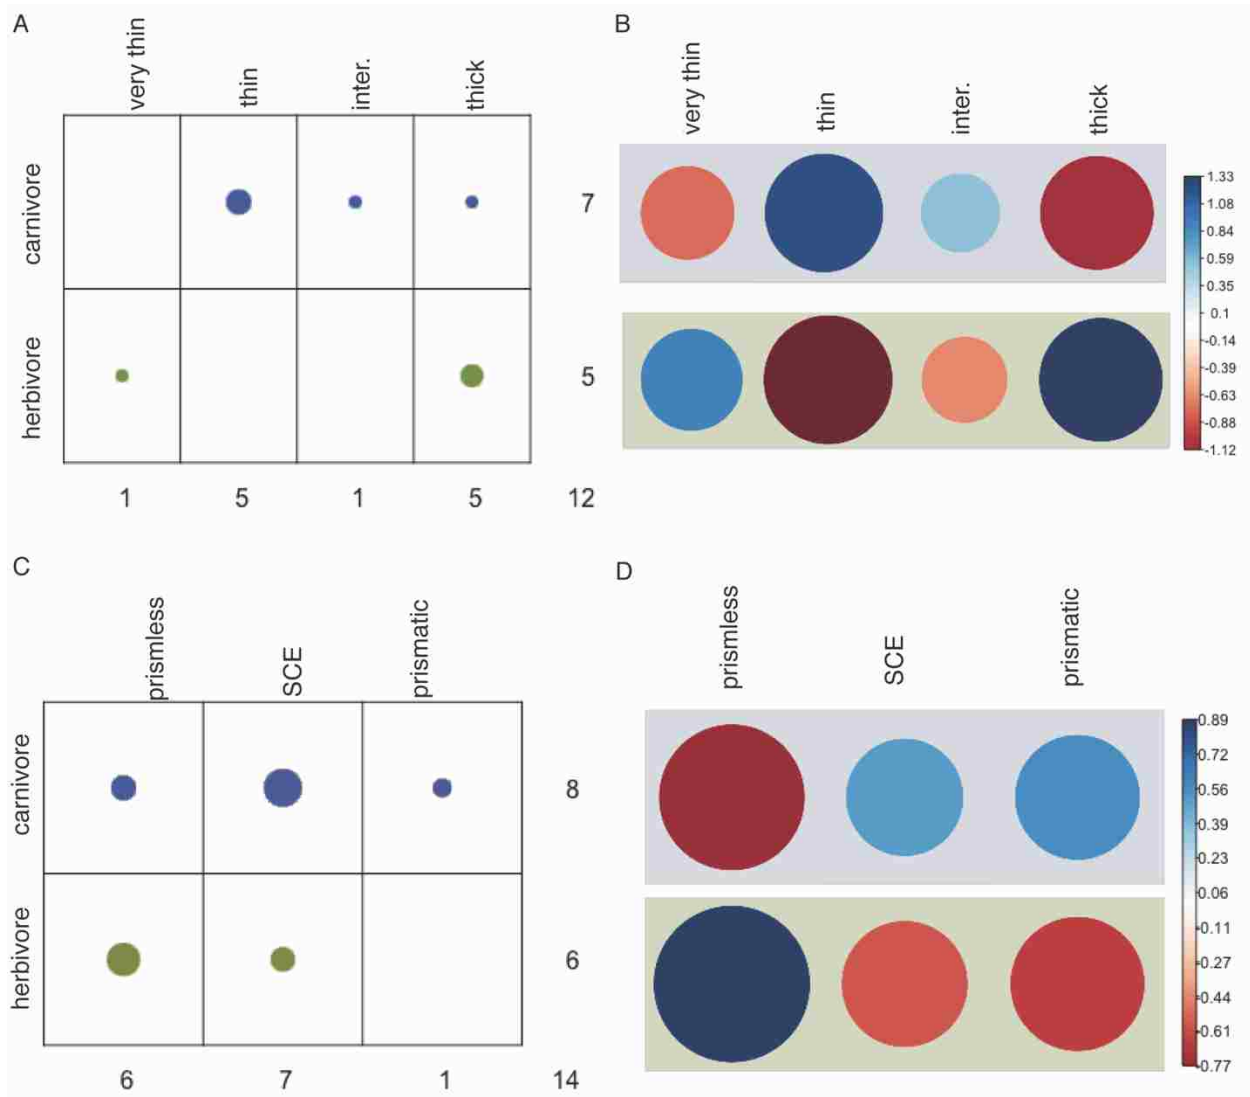 A
very thin
thin
inter.
thick
carnivore
7
herbivore
5
1 5 1 5 12
B
very thin
thin
inter.
thick
1.33
1.08
0.84
0.59
0.35
0.1
-0.14
-0.39
-0.63
-0.88
-1.12
C
prismless
SCE
prismatic
carnivore
8
herbivore
6
6 7 1 14
D
prismless
SCE
prismatic
0.89
0.72
0.56
0.39
0.23
0.06
-0.11
-0.27
-0.44
-0.61
-0.77